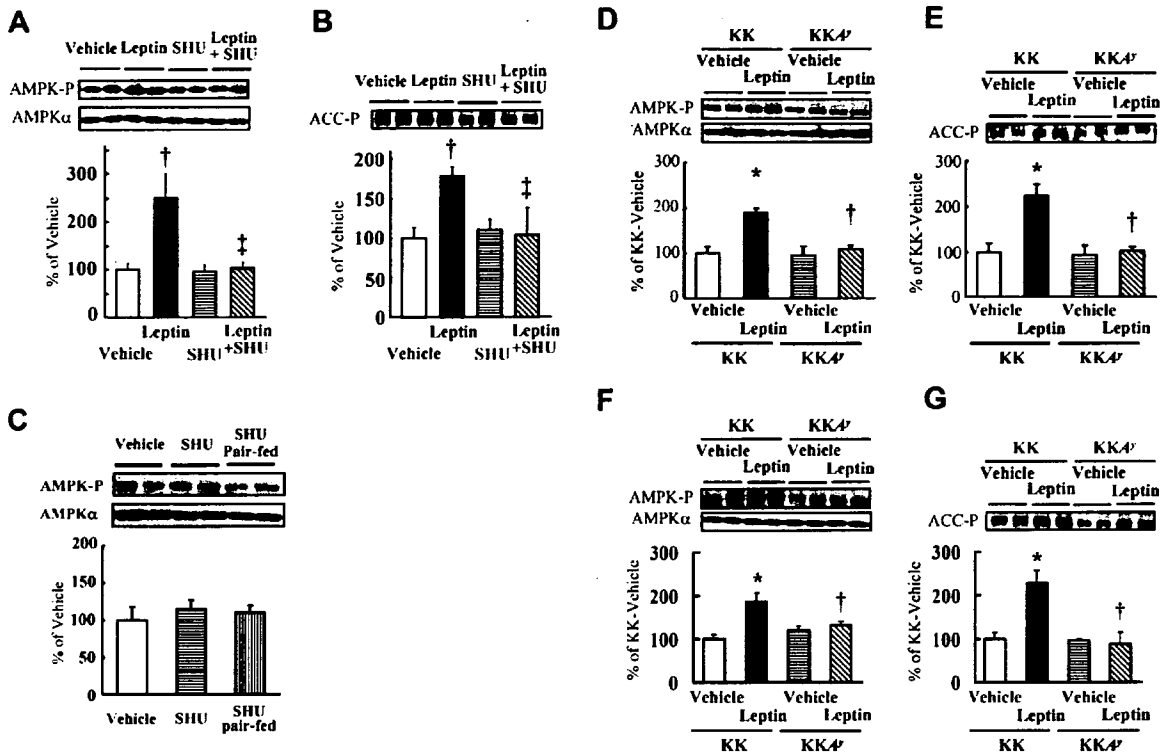 A
Vehicle Leptin SHU Leptin + SHU
AMPK-P
AMPKα
% of Vehicle
300
200
100
0
†
‡
Leptin Leptin
Vehicle SHU +SHU
B
Vehicle Leptin SHU Leptin + SHU
ACC-P
% of Vehicle
200
150
100
50
0
†
‡
Leptin Leptin
Vehicle SHU +SHU
C
Vehicle SHU SHU Pair-fed
AMPK-P
AMPKα
% of Vehicle
200
150
100
50
0
Vehicle SHU SHU pair-fed
D
KK KKAy
Vehicle Vehicle
Leptin Leptin
AMPK-P
AMPKα
% of KK-Vehicle
300
200
100
0
*
†
Vehicle Vehicle
Leptin Leptin
KK KKAy
E
KK KKAy
Vehicle Vehicle
Leptin Leptin
ACC-P
% of KK-Vehicle
300
200
100
0
*
†
Vehicle Vehicle
Leptin Leptin
KK KKAy
F
KK KKAy
Vehicle Vehicle
Leptin Leptin
AMPK-P
AMPKα
% of KK-Vehicle
300
200
100
0
*
†
Vehicle Vehicle
Leptin Leptin
KK KKAy
G
KK KKAy
Vehicle Vehicle
Leptin Leptin
ACC-P
% of KK-Vehicle
300
200
100
0
*
†
Vehicle Vehicle
Leptin Leptin
KK KKAy